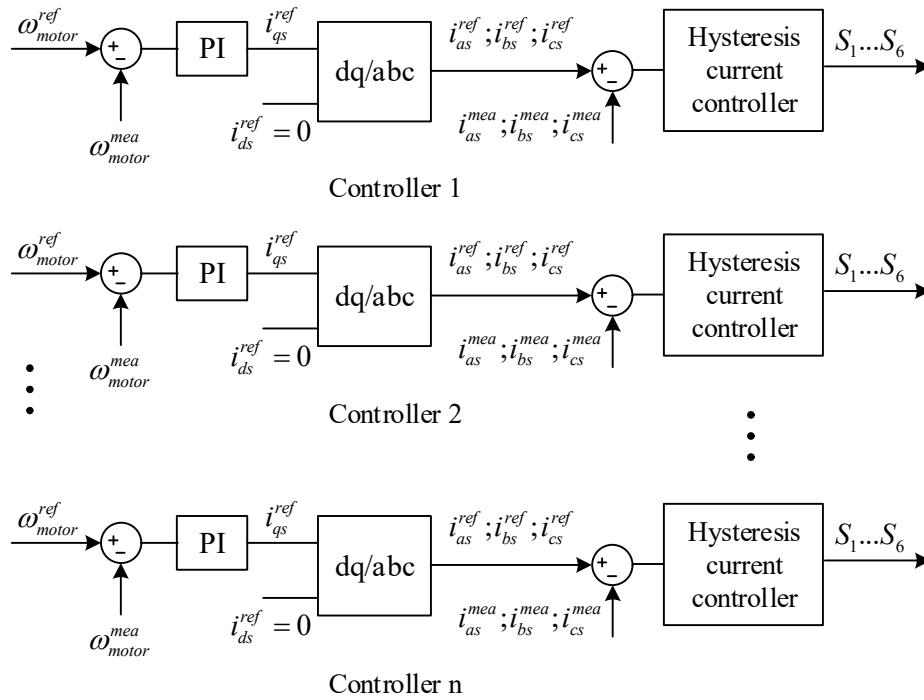 ω_motor^ref
+
−
ω_motor^mea
PI
i_qs^ref
i_ds^ref = 0
dq/abc
i_as^ref ; i_bs^ref ; i_cs^ref
+
−
i_as^mea ; i_bs^mea ; i_cs^mea
Hysteresis
current
controller
S_1...S_6
Controller 1
ω_motor^ref
+
−
ω_motor^mea
PI
i_qs^ref
i_ds^ref = 0
dq/abc
i_as^ref ; i_bs^ref ; i_cs^ref
+
−
i_as^mea ; i_bs^mea ; i_cs^mea
Hysteresis
current
controller
S_1...S_6
Controller 2
ω_motor^ref
+
−
ω_motor^mea
PI
i_qs^ref
i_ds^ref = 0
dq/abc
i_as^ref ; i_bs^ref ; i_cs^ref
+
−
i_as^mea ; i_bs^mea ; i_cs^mea
Hysteresis
current
controller
S_1...S_6
Controller n